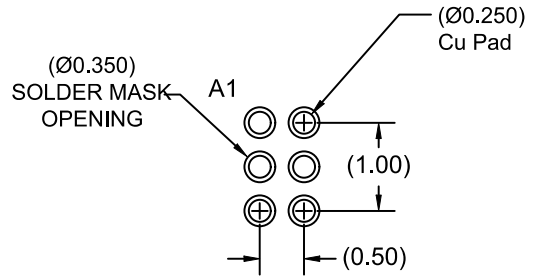 (Ø0.250)
Cu Pad
(Ø0.350)
SOLDER MASK
OPENING
A1
(1.00)
(0.50)